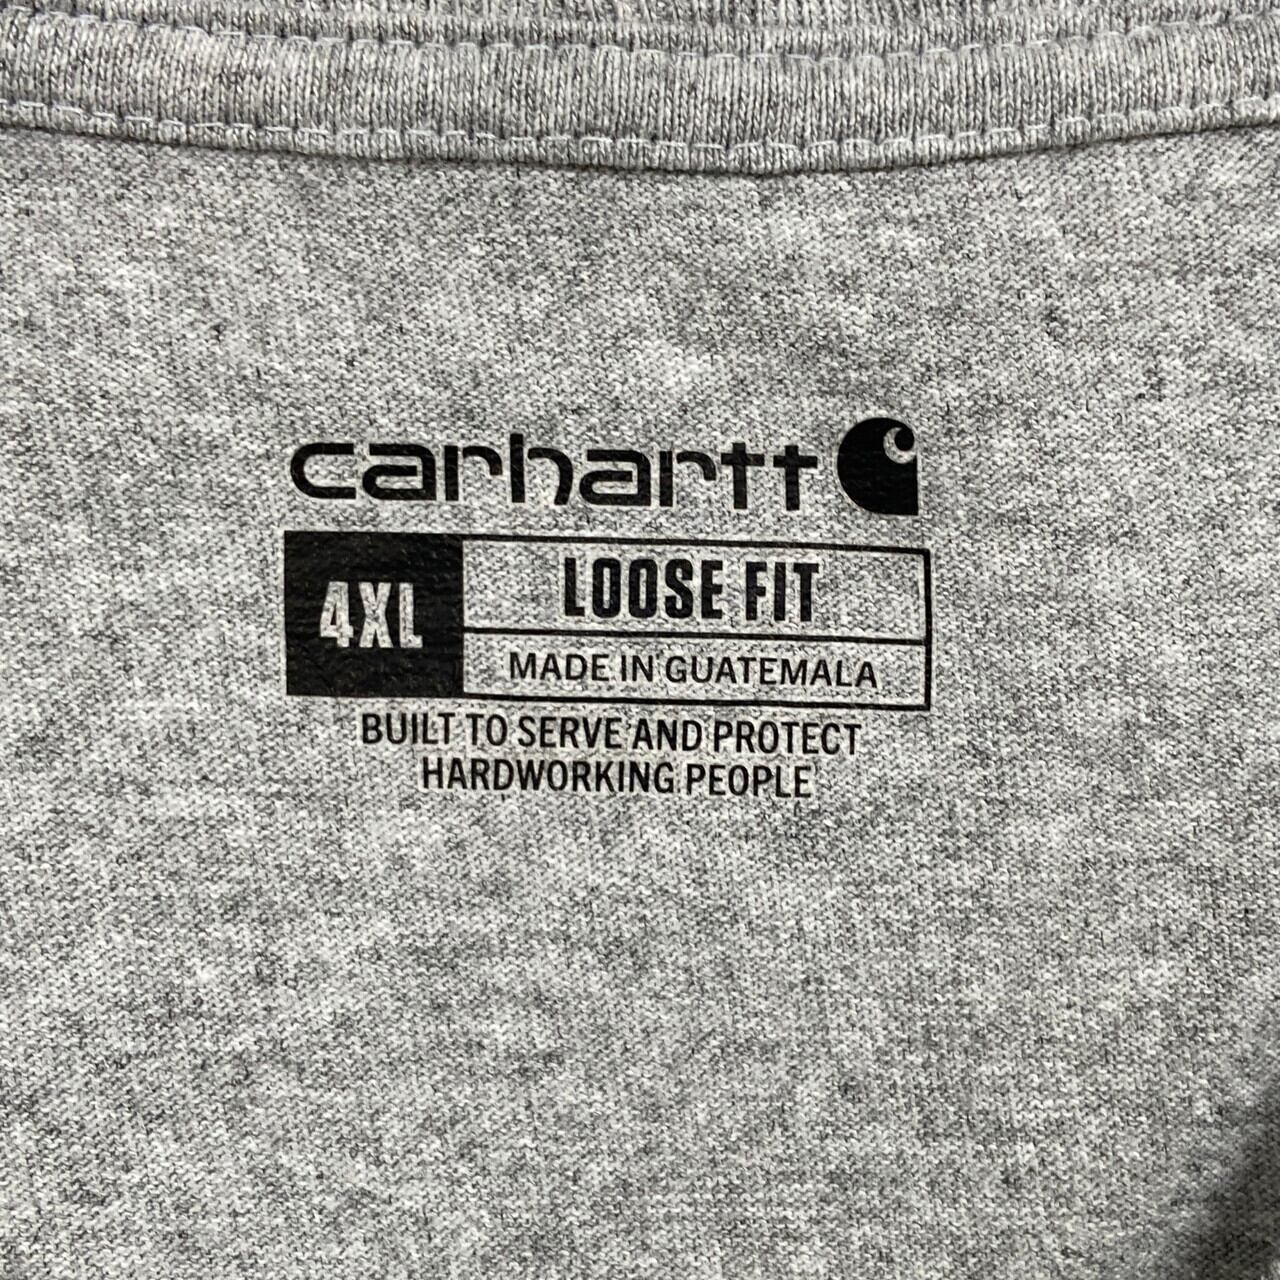 carhartt
4XL
LOOSE FIT
MADE IN GUATEMALA
BUILT TO SERVE AND PROTECT
HARDWORKING PEOPLE